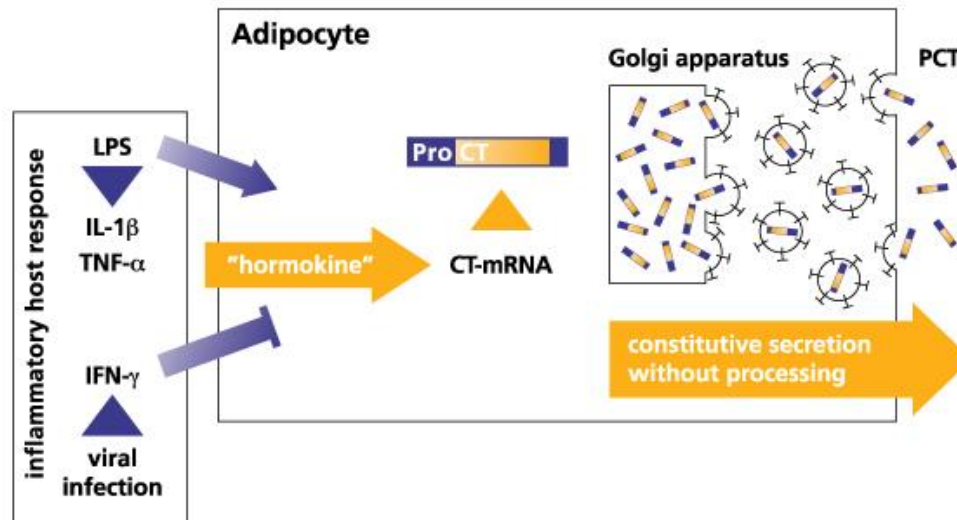 Adipocyte
Golgi apparatus
PCT
inflammatory host response
LPS
IL-1β
TNF-α
IFN-γ
viral
infection
"hormokine"
Pro CT
CT-mRNA
constitutive secretion
without processing